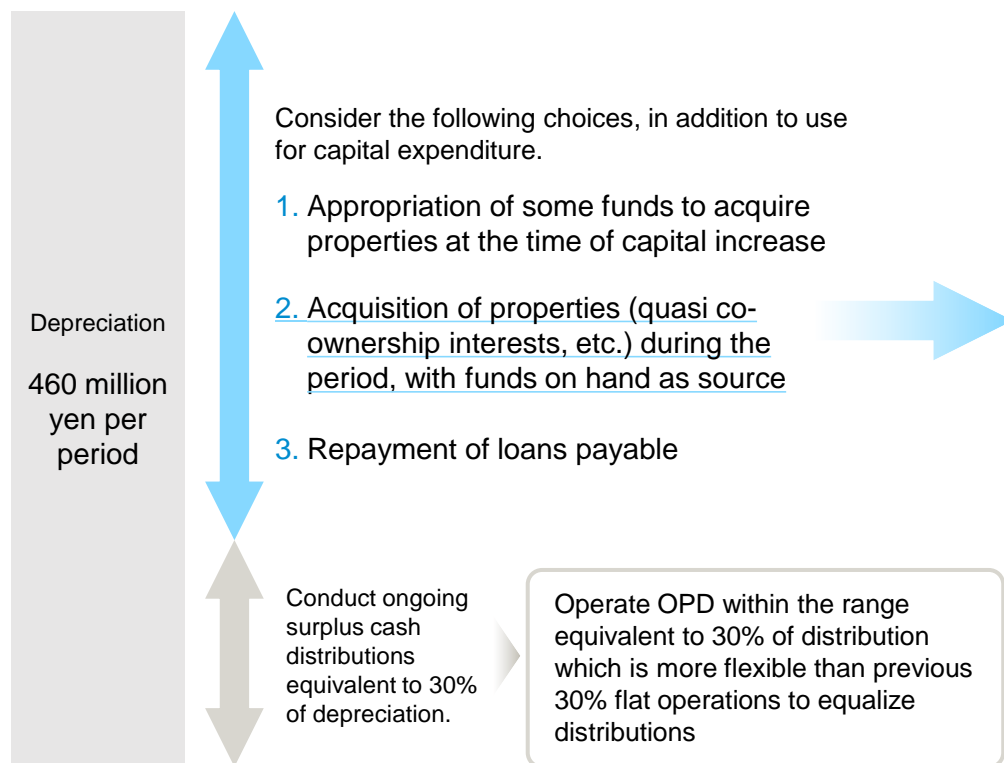 Consider the following choices, in addition to use
for capital expenditure.
1. Appropriation of some funds to acquire
properties at the time of capital increase
2. Acquisition of properties (quasi co-
ownership interests, etc.) during the
period, with funds on hand as source
3. Repayment of loans payable
Depreciation
460 million
yen per
period
Conduct ongoing
surplus cash
distributions
equivalent to 30%
of depreciation.
Operate OPD within the range
equivalent to 30% of distribution
which is more flexible than previous
30% flat operations to equalize
distributions